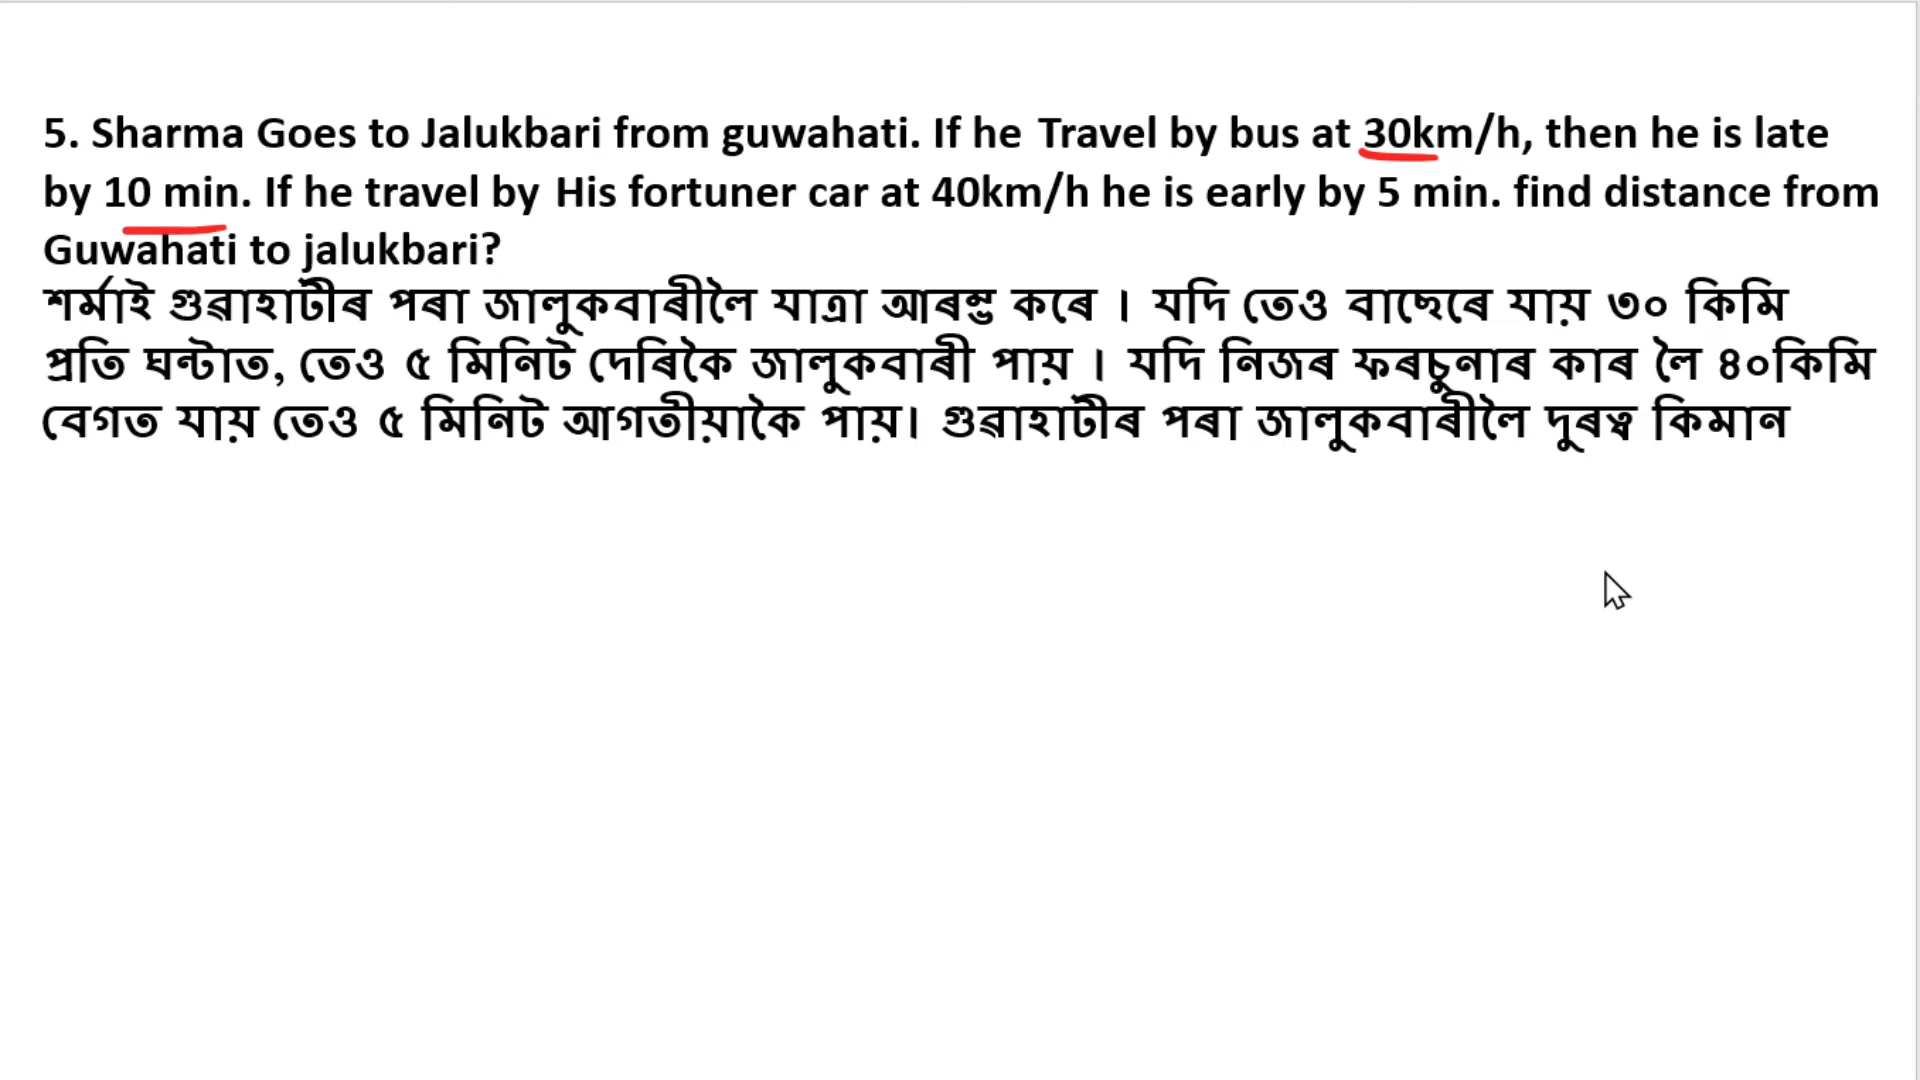 5. Sharma Goes to Jalukbari from guwahati. If he Travel by bus at 30km/h, then he is late
by 10 min. If he travel by His fortuner car at 40km/h he is early by 5 min. find distance from
Guwahati to jalukbari?
শৰ্মাই গুৱাহাটীৰ পৰা জালুকবাৰীলৈ যাত্ৰা আৰম্ভ কৰে । যদি তেও বাছেৰে যায় ৩০ কিমি
প্ৰতি ঘন্টাত, তেও ৫ মিনিট দেৰিকৈ জালুকবাৰী পায় । যদি নিজৰ ফৰচুনাৰ কাৰ লৈ ৪০কিমি
বেগত যায় তেও ৫ মিনিট আগতীয়াকৈ পায়। গুৱাহাটীৰ পৰা জালুকবাৰীলৈ দুৰত্ব কিমান